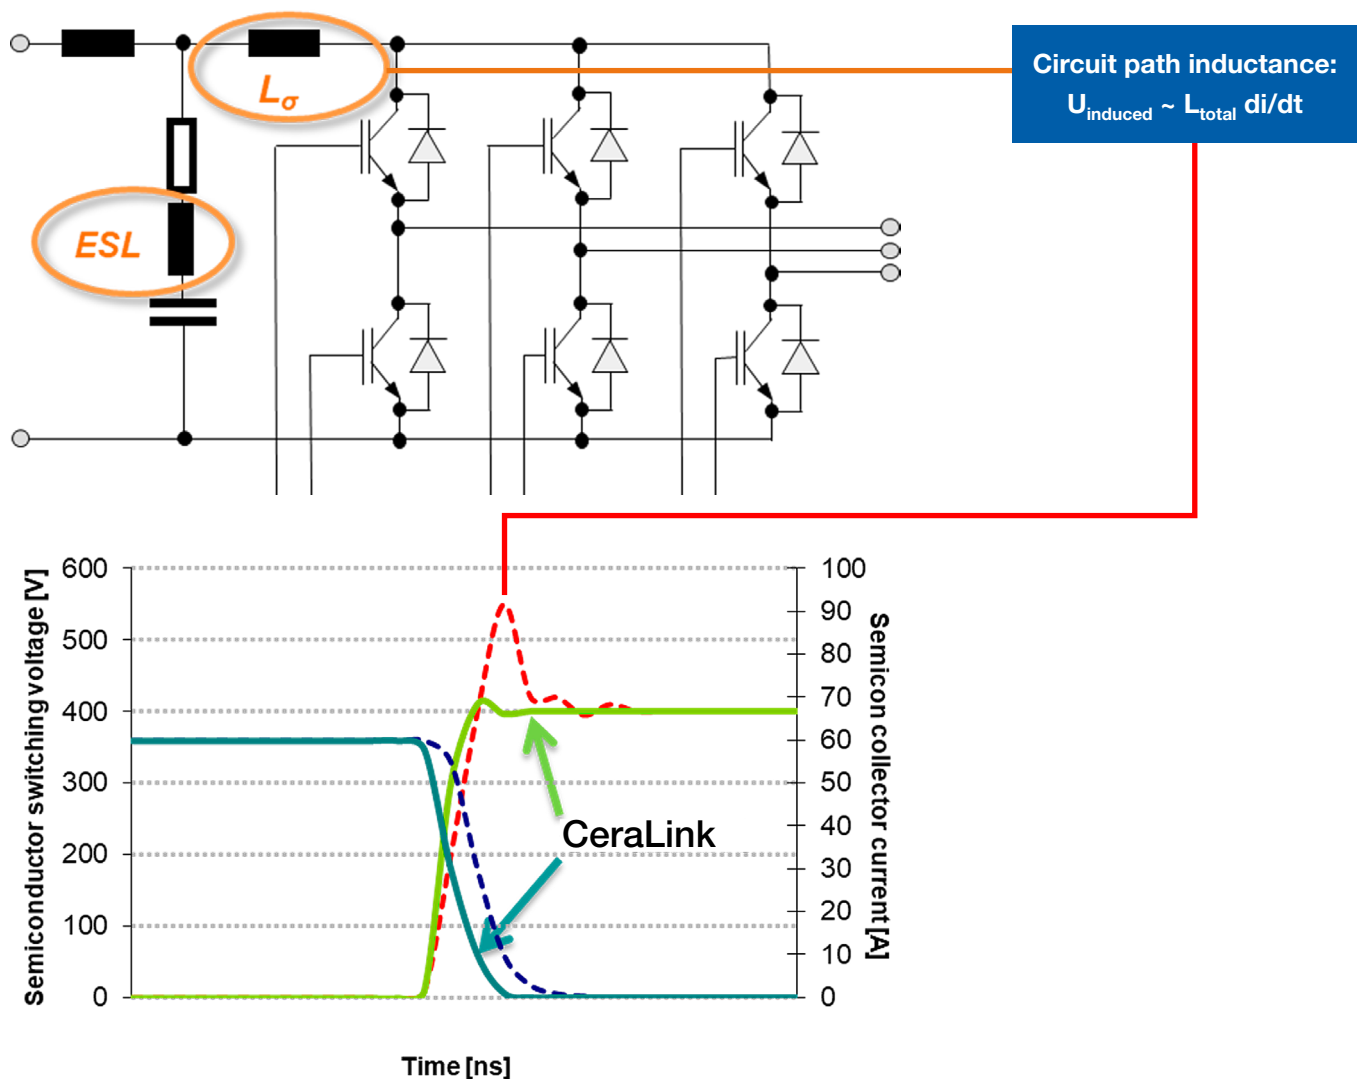 Lσ
Circuit path inductance:
Uinduced ~ Ltotal di/dt
ESL
Semiconductor switching voltage [V]
600
500
400
300
200
100
0
100
90
80
70
60
50
40
30
20
10
0
Semicon collector current [A]
CeraLink
Time [ns]